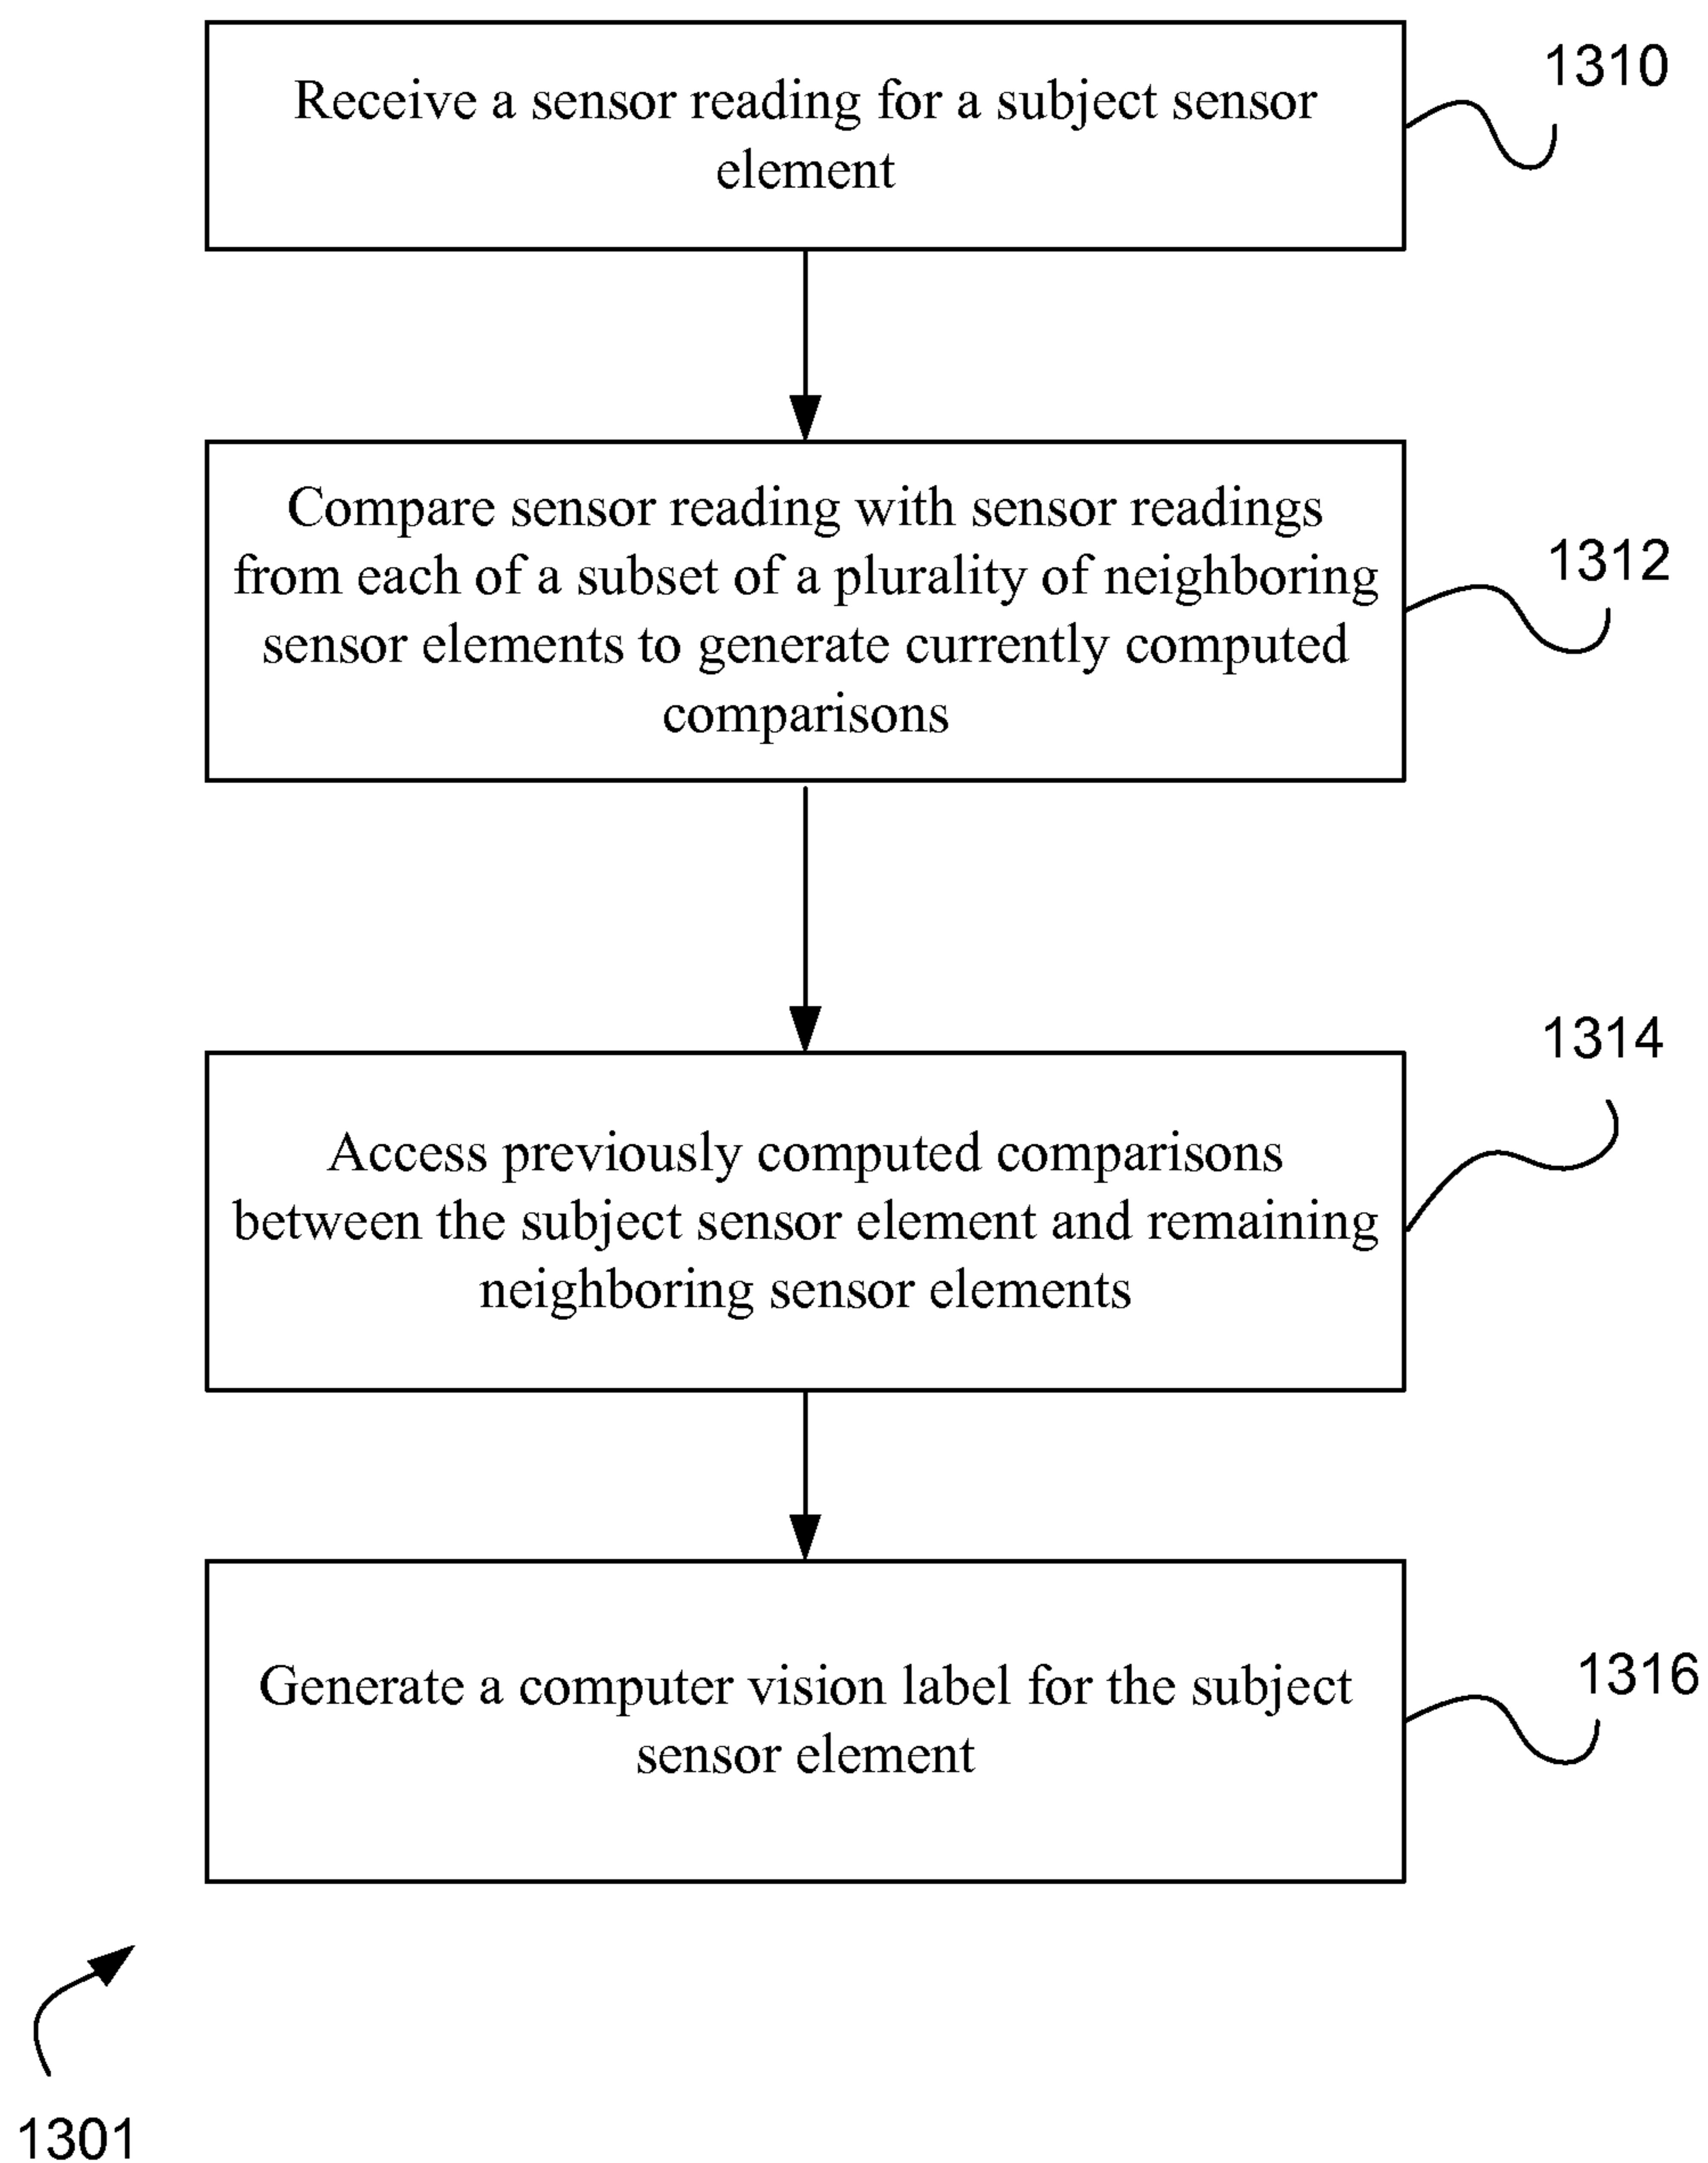 Receive a sensor reading for a subject sensor
element
1310
Compare sensor reading with sensor readings
from each of a subset of a plurality of neighboring
sensor elements to generate currently computed
comparisons
1312
Access previously computed comparisons
between the subject sensor element and remaining
neighboring sensor elements
1314
Generate a computer vision label for the subject
sensor element
1316
1301